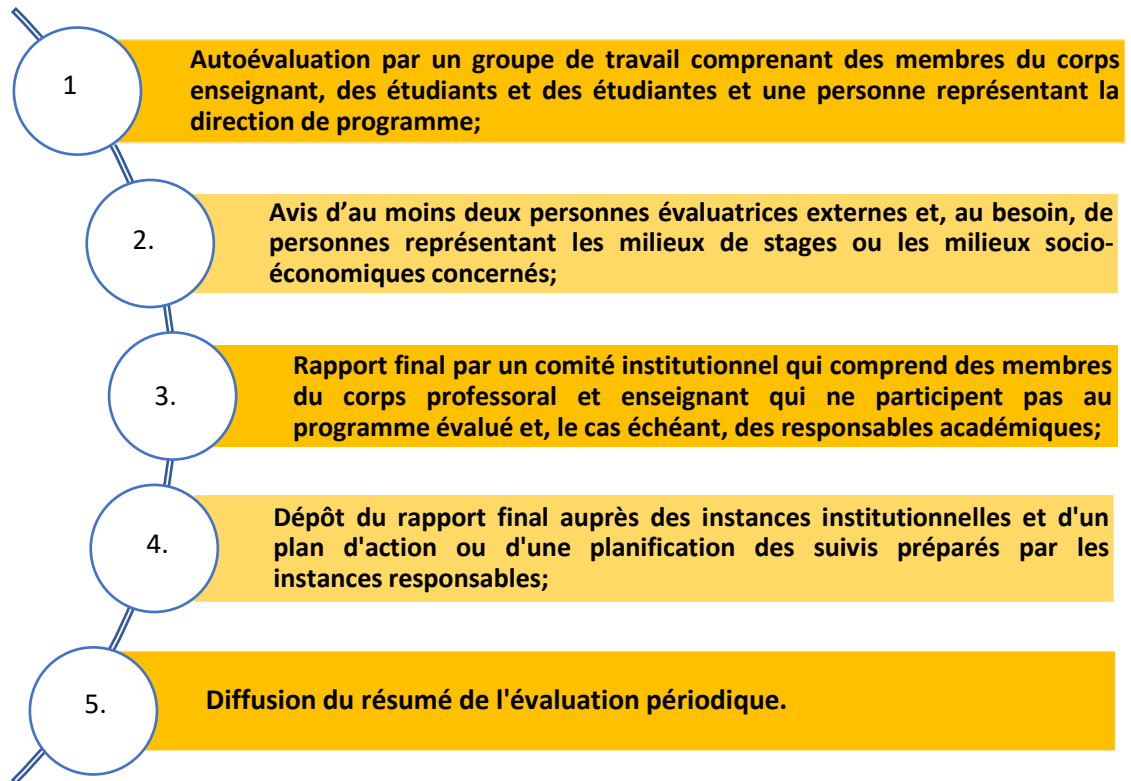 1
Autoévaluation par un groupe de travail comprenant des membres du corps
enseignant, des étudiants et des étudiantes et une personne représentant la
direction de programme;
2.
Avis d’au moins deux personnes évaluatrices externes et, au besoin, de
personnes représentant les milieux de stages ou les milieux socio-
économiques concernés;
3.
Rapport final par un comité institutionnel qui comprend des membres
du corps professoral et enseignant qui ne participent pas au
programme évalué et, le cas échéant, des responsables académiques;
4.
Dépôt du rapport final auprès des instances institutionnelles et d'un
plan d'action ou d'une planification des suivis préparés par les
instances responsables;
5.
Diffusion du résumé de l'évaluation périodique.